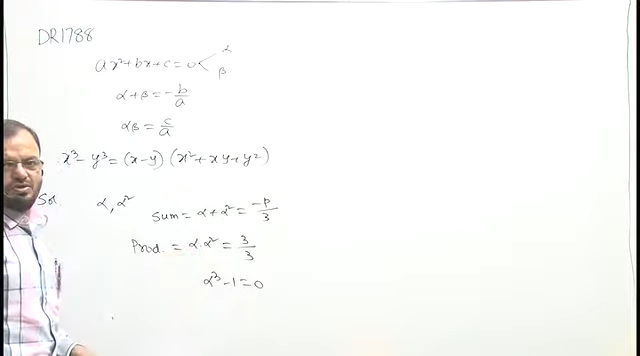 DR1788
ax²+bx+c=0 < α
β
α+β=-b/a
αβ=c/a
x³-y³=(x-y)(x²+xy+y²)
Sol. α, α²
Sum=α+α²=-p/3
Prod.=α.α²=3/3
α³-1=0